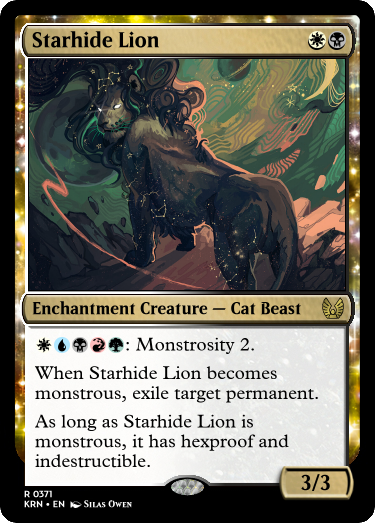 Starhide Lion
Enchantment Creature — Cat Beast
: Monstrosity 2.
When Starhide Lion becomes
monstrous, exile target permanent.
As long as Starhide Lion is
monstrous, it has hexproof and
indestructible.
3/3
R 0371
KRN • EN Silas Owen